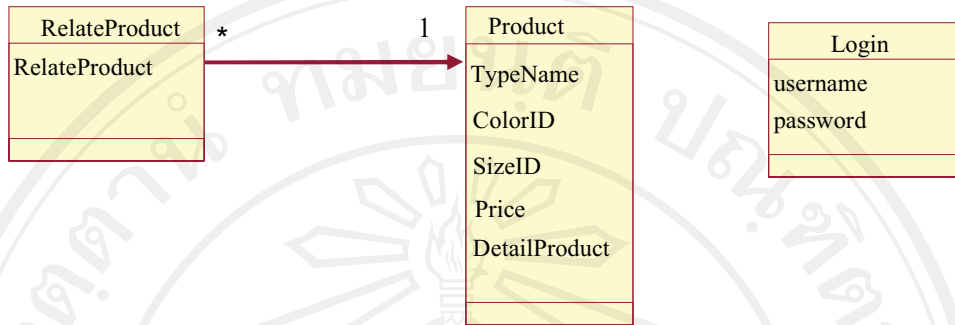 RelateProduct
RelateProduct
*
1
Product
TypeName
ColorID
SizeID
Price
DetailProduct
Login
username
password